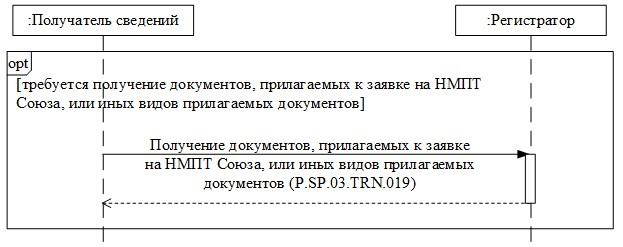 :Получатель сведений
:Регистратор
opt
[требуется получение документов, прилагаемых к заявке на НМПТ
Союза, или иных видов прилагаемых документов]
Получение документов, прилагаемых к заявке
на НМПТ Союза, или иных видов прилагаемых
документов (P.SP.03.TRN.019)